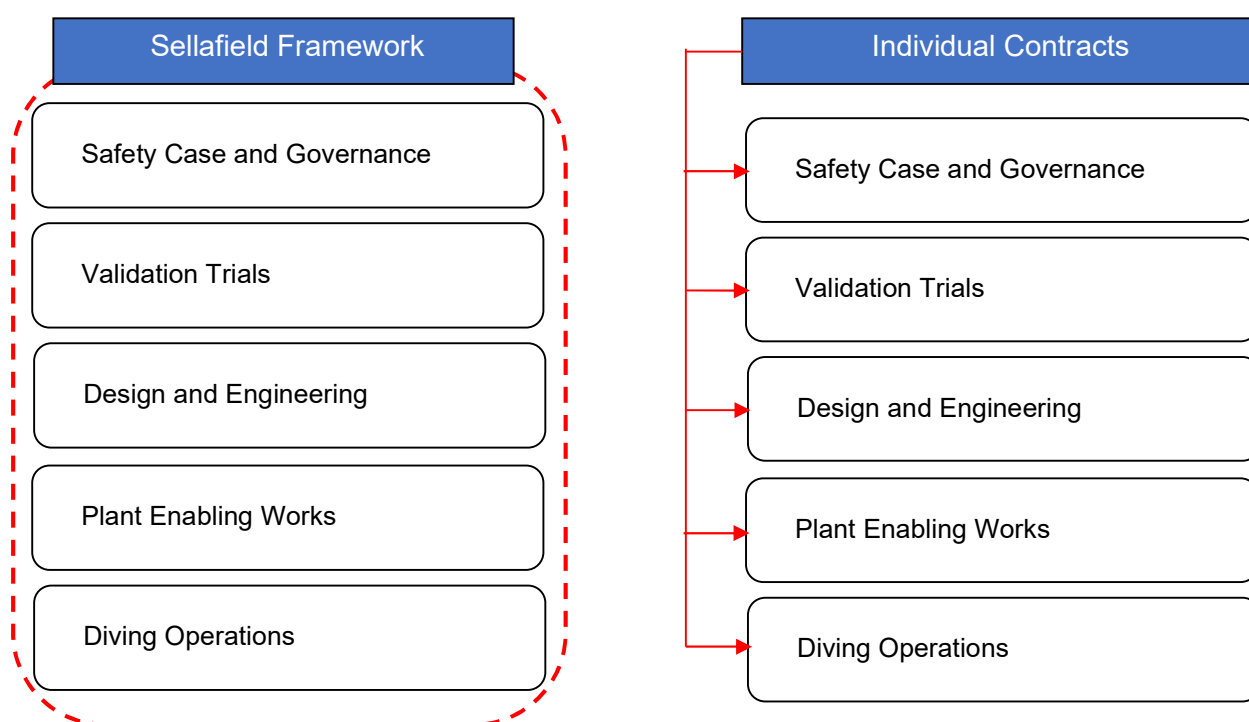 Sellafield Framework
Safety Case and Governance
Validation Trials
Design and Engineering
Plant Enabling Works
Diving Operations
Individual Contracts
Safety Case and Governance
Validation Trials
Design and Engineering
Plant Enabling Works
Diving Operations